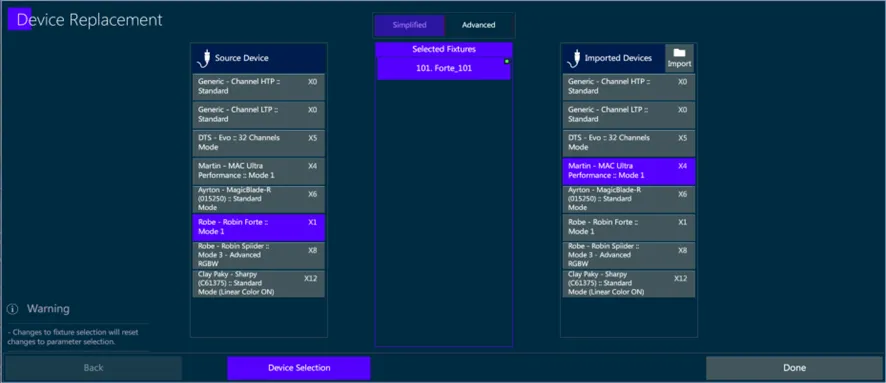 Device Replacement
Simplified
Advanced
Source Device
Generic - Channel HTP ::
Standard
X0
Generic - Channel LTP ::
Standard
X0
DTS - Evo :: 32 Channels
Mode
X5
Martin - MAC Ultra
Performance :: Mode 1
X4
Ayrton - MagicBlade-R
(015250) :: Standard
Mode
X6
Robe - Robin Forte ::
Mode 1
X1
Robe - Robin Spiider ::
Mode 3 - Advanced
RGBW
X8
Clay Paky - Sharpy
(C61375) :: Standard
Mode (Linear Color ON)
X12
Selected Fixtures
101. Forte_101
Imported Devices
Import
Generic - Channel HTP ::
Standard
X0
Generic - Channel LTP ::
Standard
X0
DTS - Evo :: 32 Channels
Mode
X5
Martin - MAC Ultra
Performance :: Mode 1
X4
Ayrton - MagicBlade-R
(015250) :: Standard
Mode
X6
Robe - Robin Forte ::
Mode 1
X1
Robe - Robin Spiider ::
Mode 3 - Advanced
RGBW
X8
Clay Paky - Sharpy
(C61375) :: Standard
Mode (Linear Color ON)
X12
Warning
- Changes to fixture selection will reset
changes to parameter selection.
Back
Device Selection
Done